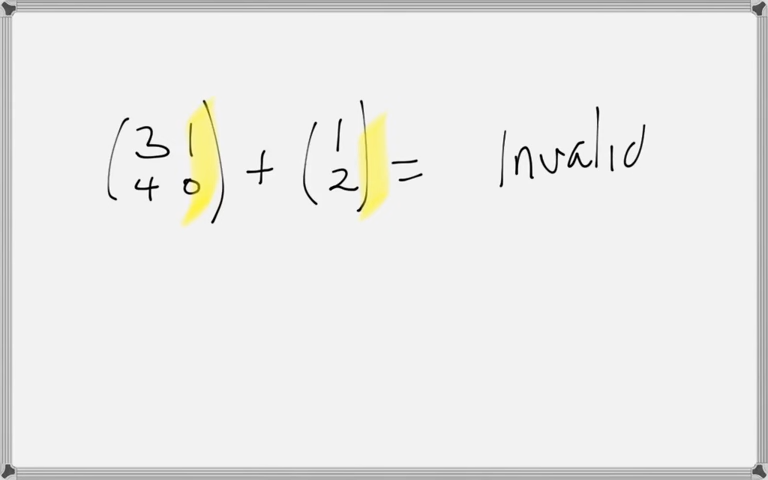 (3 1
4 0) + (1
2) = Invalid